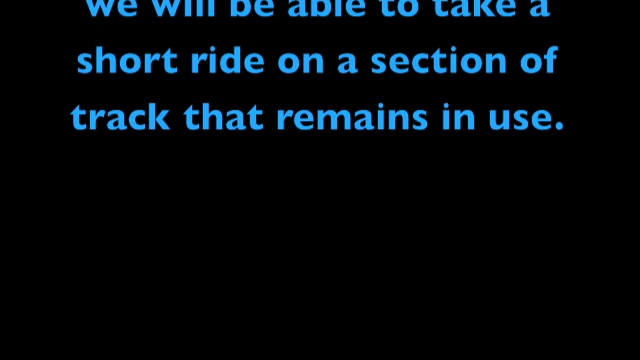 we will be able to take a
short ride on a section of
track that remains in use.